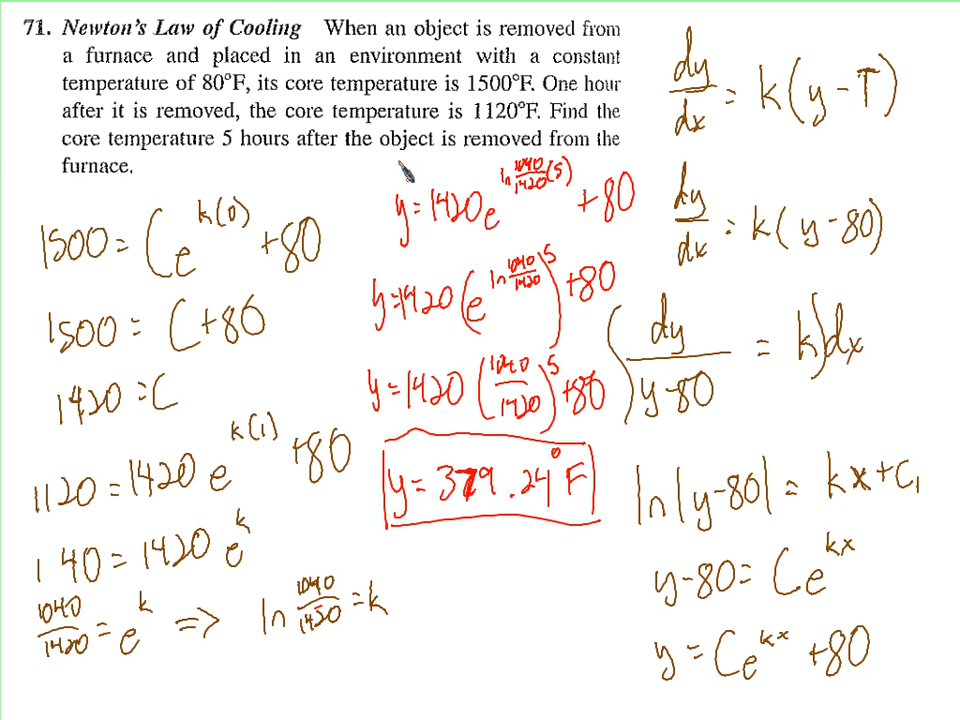 71. Newton's Law of Cooling When an object is removed from
a furnace and placed in an environment with a constant
temperature of 80°F, its core temperature is 1500°F. One hour
after it is removed, the core temperature is 1120°F. Find the
core temperature 5 hours after the object is removed from the
furnace.
1500 = Ce^{k(0)} + 80
1500 = C + 80
1420 = C
1120 = 1420 e^{k(1)} + 80
1040 = 1420 e^k
1040/1420 = e^k => ln 1040/1420 = k
y = 1420 e^{ln 1040/1420 (5)} + 80
y = 1420 (e^{ln 1040/1420})^5 + 80
y = 1420 (1040/1420)^5 + 80
y = 379.24°F
dy/dx = k(y - T)
dy/dx = k(y - 80)
∫ dy/(y - 80) = k∫dx
ln|y - 80| = kx + C₁
y - 80 = Ce^{kx}
y = Ce^{kx} + 80